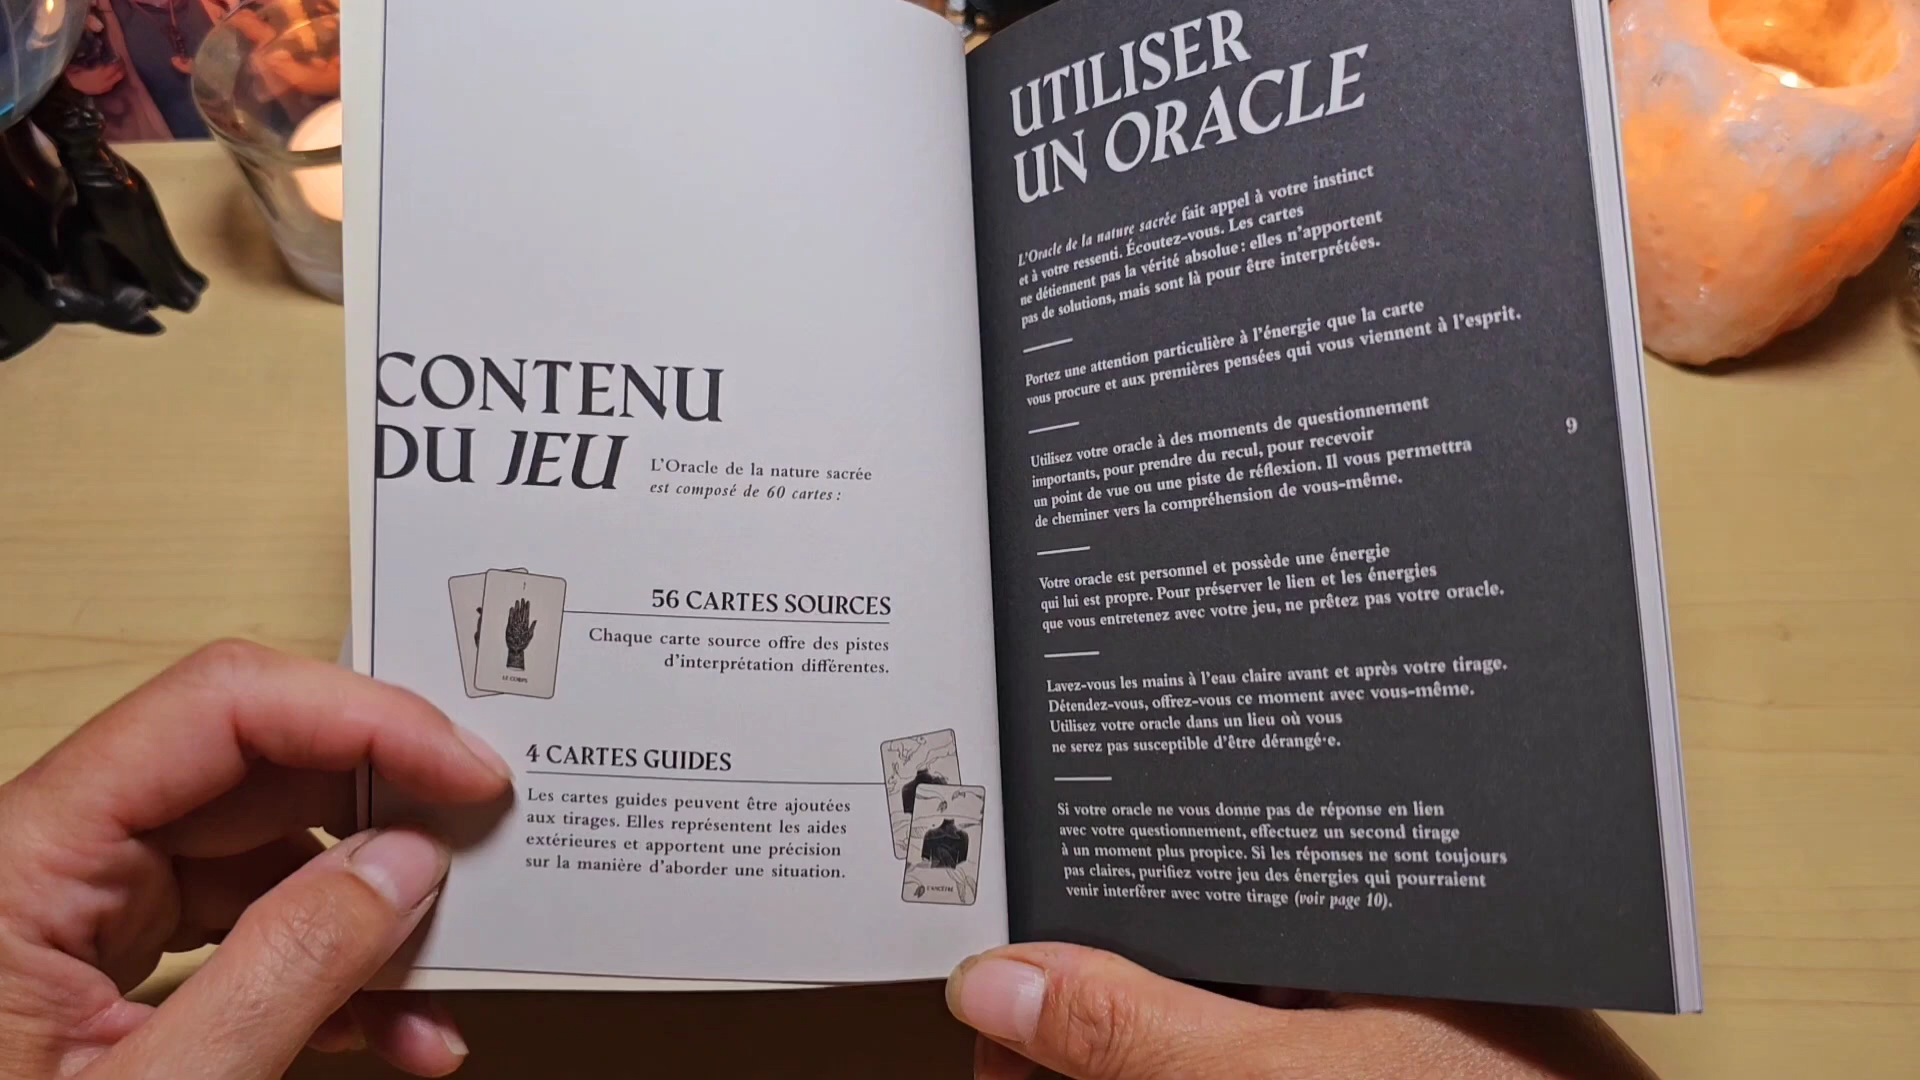 CONTENU
DU JEU
L'Oracle de la nature sacrée
est composé de 60 cartes :
56 CARTES SOURCES
Chaque carte source offre des pistes
d'interprétation différentes.
LE CORPS
4 CARTES GUIDES
Les cartes guides peuvent être ajoutées
aux tirages. Elles représentent les aides
extérieures et apportent une précision
sur la manière d'aborder une situation.
L'ANCÊTRE
UTILISER
UN ORACLE
L'Oracle de la nature sacrée fait appel à votre instinct
et à votre ressenti. Écoutez-vous. Les cartes
ne détiennent pas la vérité absolue : elles n'apportent
pas de solutions, mais sont là pour être interprétées.
Portez une attention particulière à l'énergie que la carte
vous procure et aux premières pensées qui vous viennent à l'esprit.
Utilisez votre oracle à des moments de questionnement
importants, pour prendre du recul, pour recevoir
un point de vue ou une piste de réflexion. Il vous permettra
de cheminer vers la compréhension de vous-même.
9
Votre oracle est personnel et possède une énergie
qui lui est propre. Pour préserver le lien et les énergies
que vous entretenez avec votre jeu, ne prêtez pas votre oracle.
Lavez-vous les mains à l'eau claire avant et après votre tirage.
Détendez-vous, offrez-vous ce moment avec vous-même.
Utilisez votre oracle dans un lieu où vous
ne serez pas susceptible d'être dérangé·e.
Si votre oracle ne vous donne pas de réponse en lien
avec votre questionnement, effectuez un second tirage
à un moment plus propice. Si les réponses ne sont toujours
pas claires, purifiez votre jeu des énergies qui pourraient
venir interférer avec votre tirage (voir page 10).